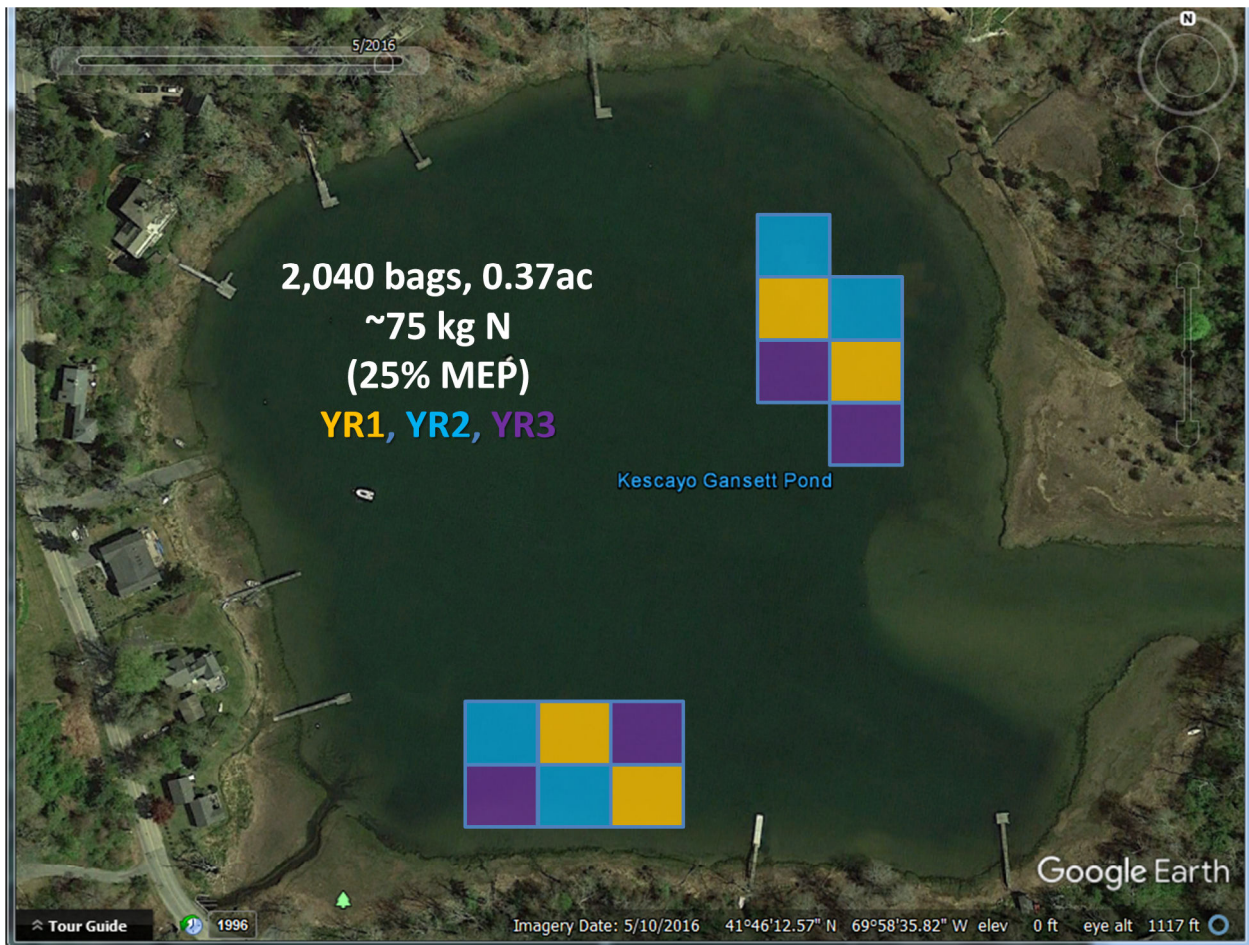 5/2016
N
2,040 bags, 0.37ac
~75 kg N
(25% MEP)
YR1, YR2, YR3
Kescayo Gansett Pond
Google Earth
Tour Guide
1996
Imagery Date: 5/10/2016 41°46'12.57" N 69°58'35.82" W elev 0 ft eye alt 1117 ft